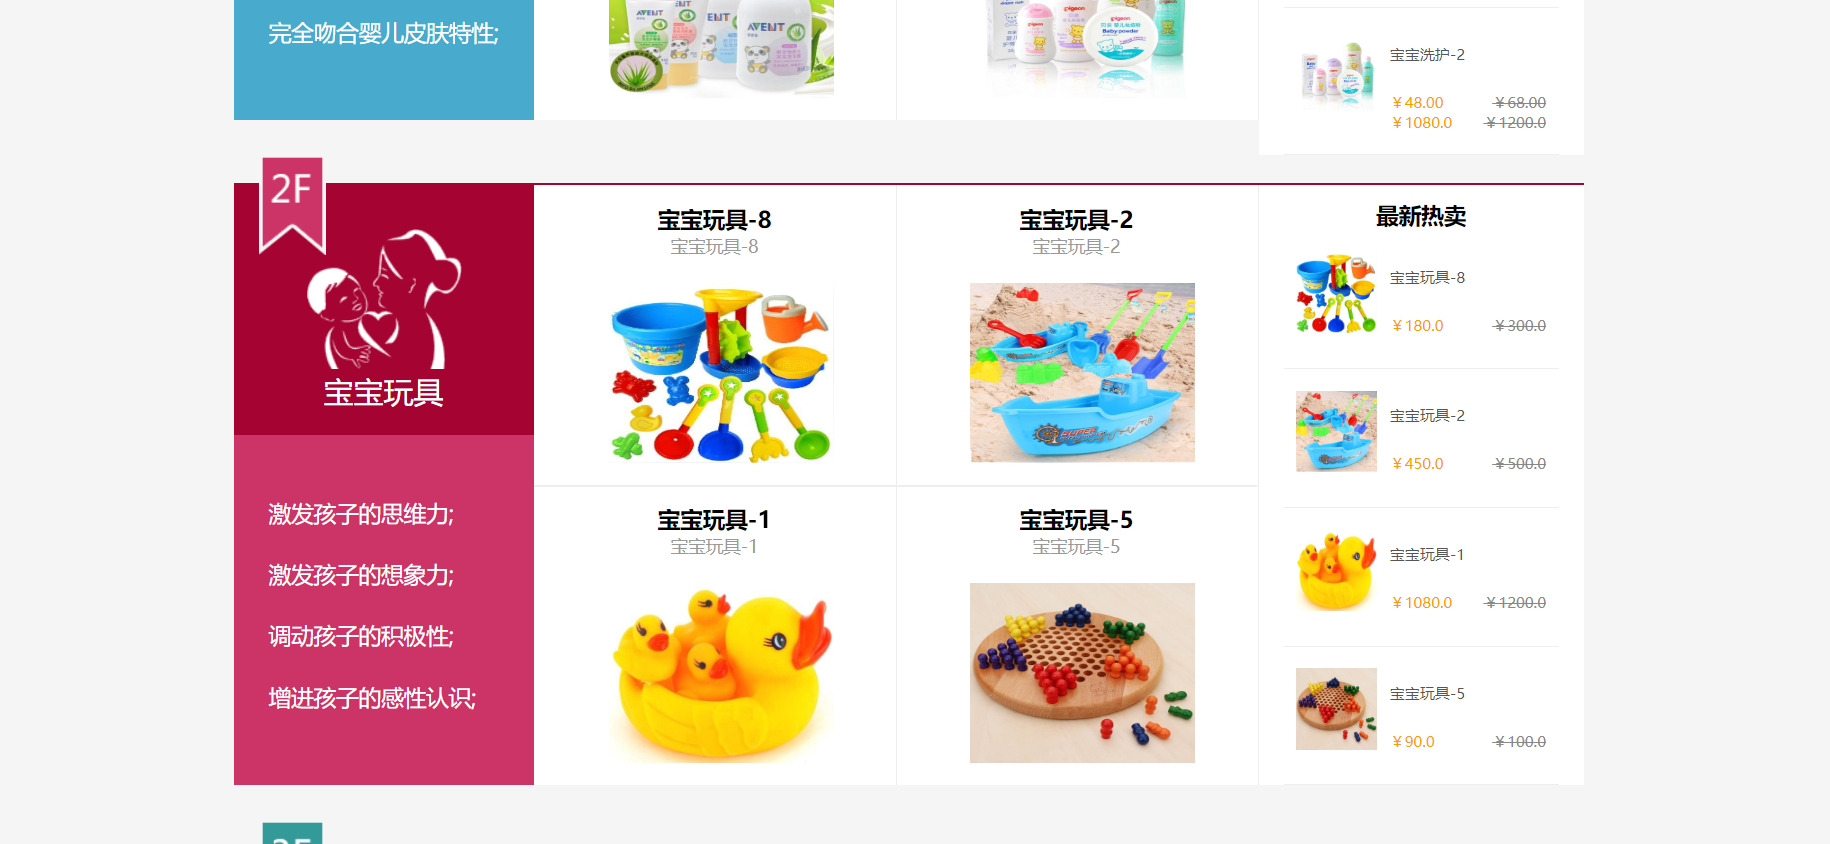 完全吻合婴儿皮肤特性;
AVENT
AVENT
AVENT
pigeon
Baby powder
宝宝洗护-2
￥48.00 ￥68.00
￥1080.0 ￥1200.0
2F
宝宝玩具
激发孩子的思维力;
激发孩子的想象力;
调动孩子的积极性;
增进孩子的感性认识;
宝宝玩具-8
宝宝玩具-8
宝宝玩具-2
宝宝玩具-2
SUPER
宝宝玩具-1
宝宝玩具-1
宝宝玩具-5
宝宝玩具-5
最新热卖
宝宝玩具-8
￥180.0 ￥300.0
宝宝玩具-2
￥450.0 ￥500.0
宝宝玩具-1
￥1080.0 ￥1200.0
宝宝玩具-5
￥90.0 ￥100.0